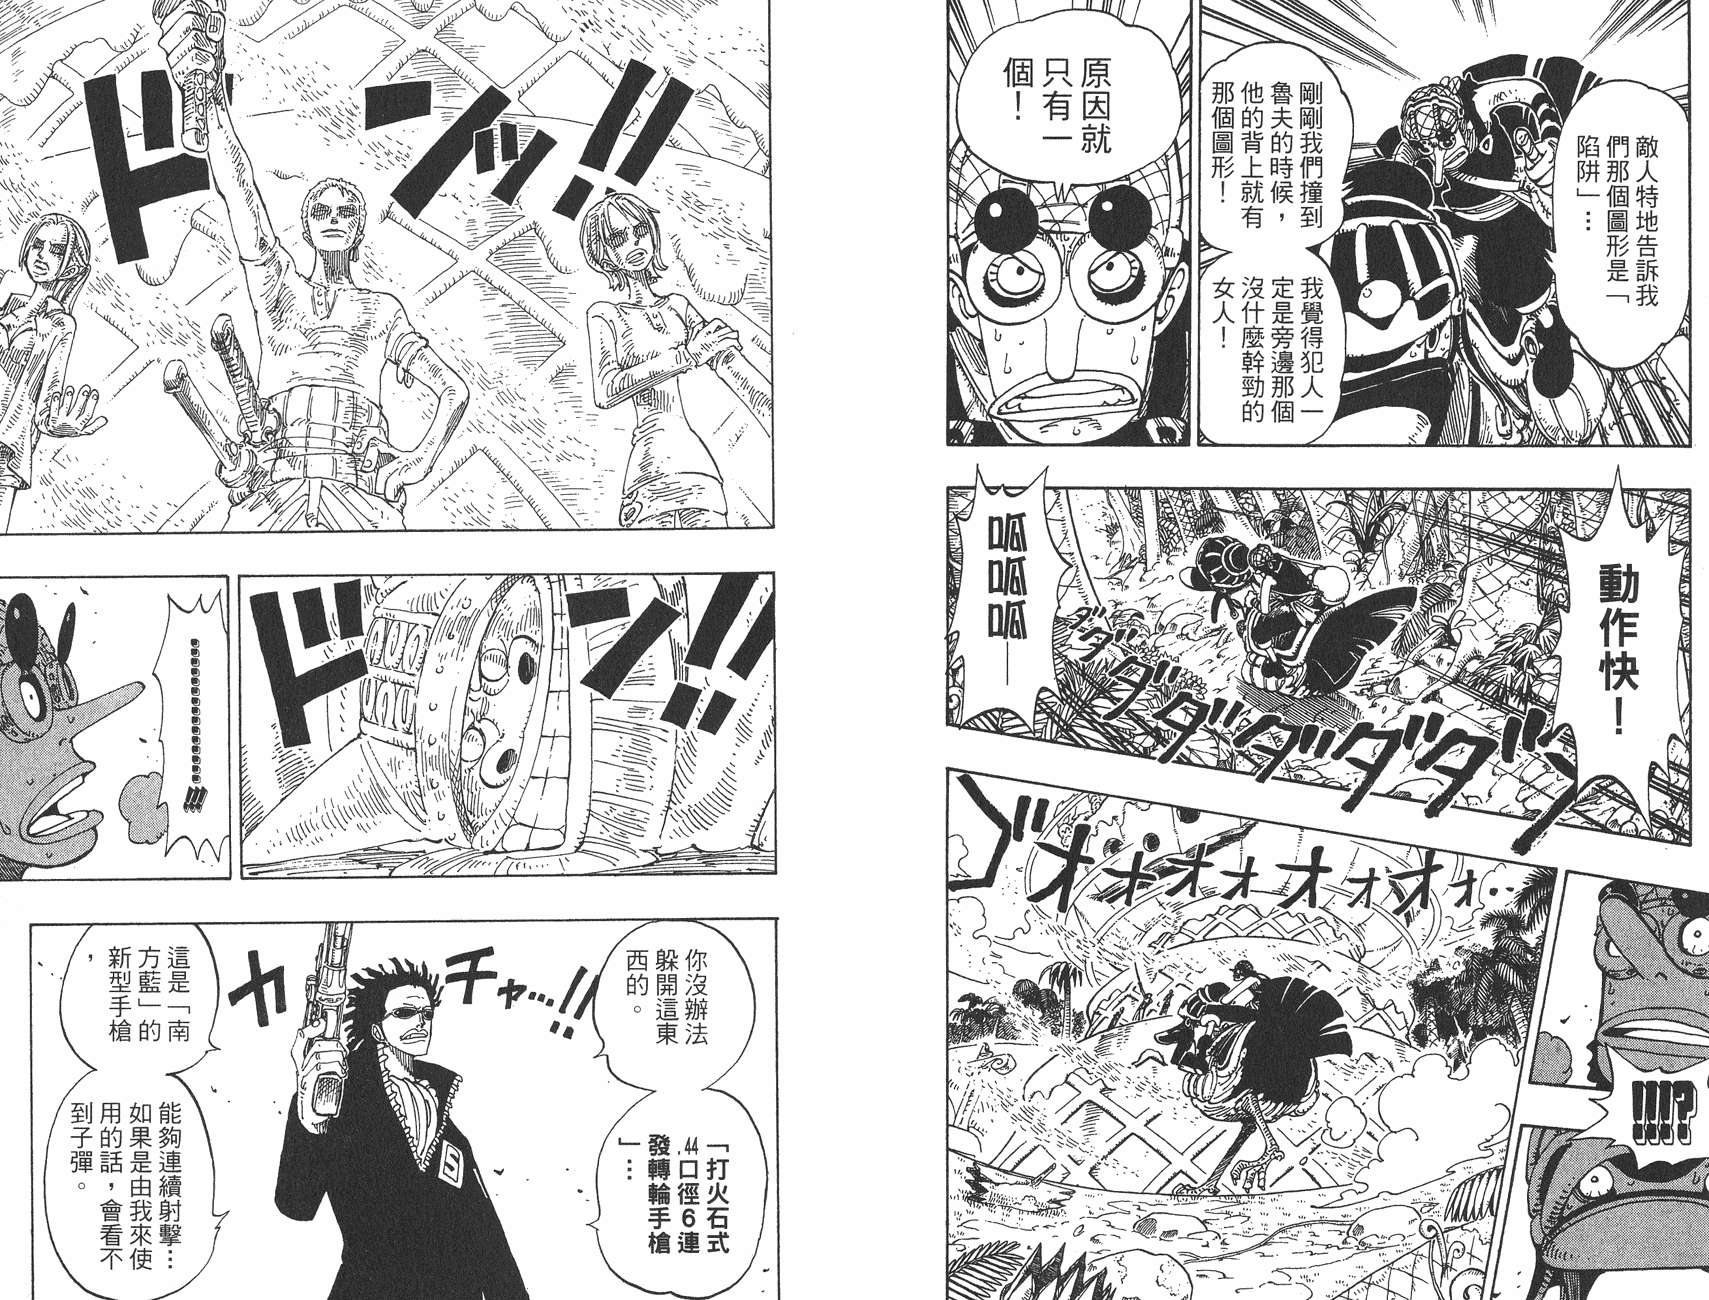 敵人特地告訴我
們那個圖形是「
陷阱」…
剛剛我們撞到
魯夫的時候，
他的背上就有
那個圖形！
我覺得犯人一
定是旁邊那個
沒什麼幹勁的
女人！
原因就
只有一
個！
動作快！
呱呱呱──
ダダダダダダダダダ
ゴオオオオオオオオ…
!!!!?
ドン!!
ドン!!
!!!
你沒辦法
躲開這東
西的。
「打火石式
.44口徑6連
發轉輪手槍
」…
チャ…!!
カ
這是「南
方藍」的
新型手槍
，
能夠連續射擊…
如果是由我來使
用的話，會看不
到子彈。
S